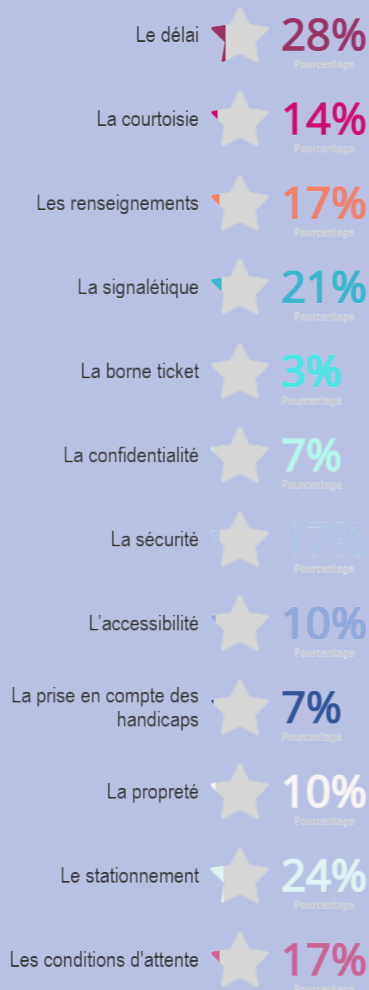 Le délai 28%
Pourcentage
La courtoisie 14%
Pourcentage
Les renseignements 17%
Pourcentage
La signalétique 21%
Pourcentage
La borne ticket 3%
Pourcentage
La confidentialité 7%
Pourcentage
La sécurité 17%
Pourcentage
L'accessibilité 10%
Pourcentage
La prise en compte des
handicaps 7%
Pourcentage
La propreté 10%
Pourcentage
Le stationnement 24%
Pourcentage
Les conditions d'attente 17%
Pourcentage